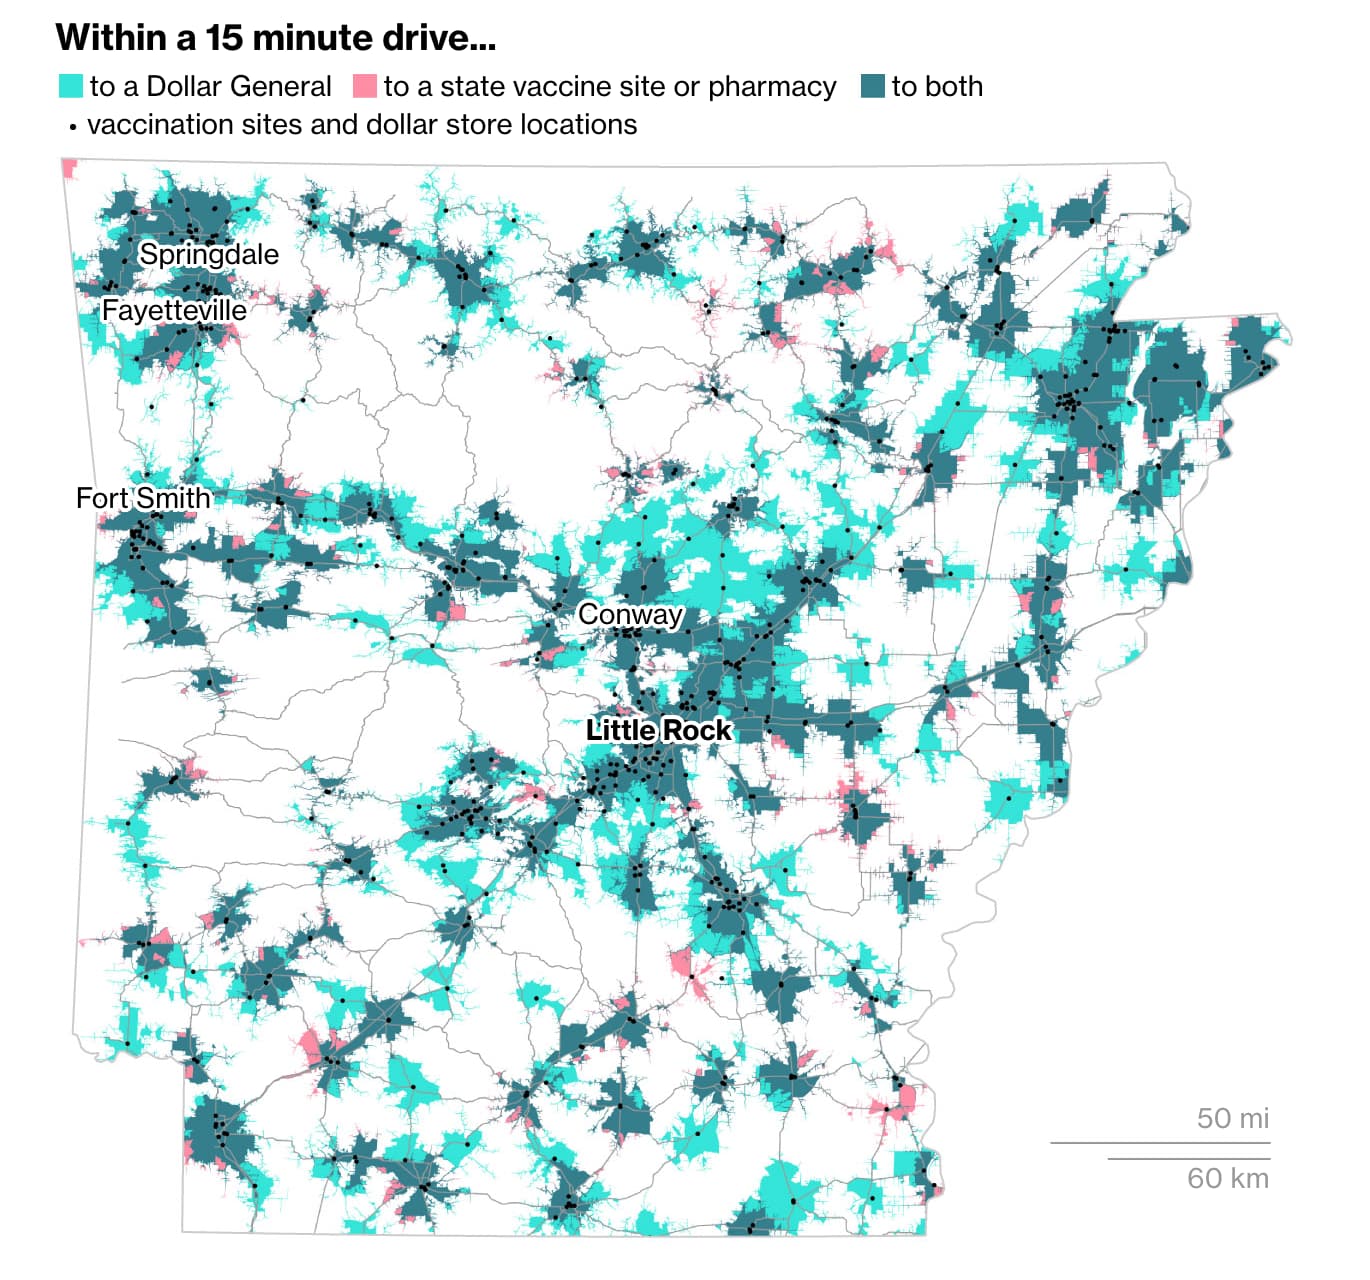 Within a 15 minute drive...
to a Dollar General to a state vaccine site or pharmacy to both
vaccination sites and dollar store locations
Springdale
Fayetteville
Fort Smith
Conway
Little Rock
50 mi
60 km